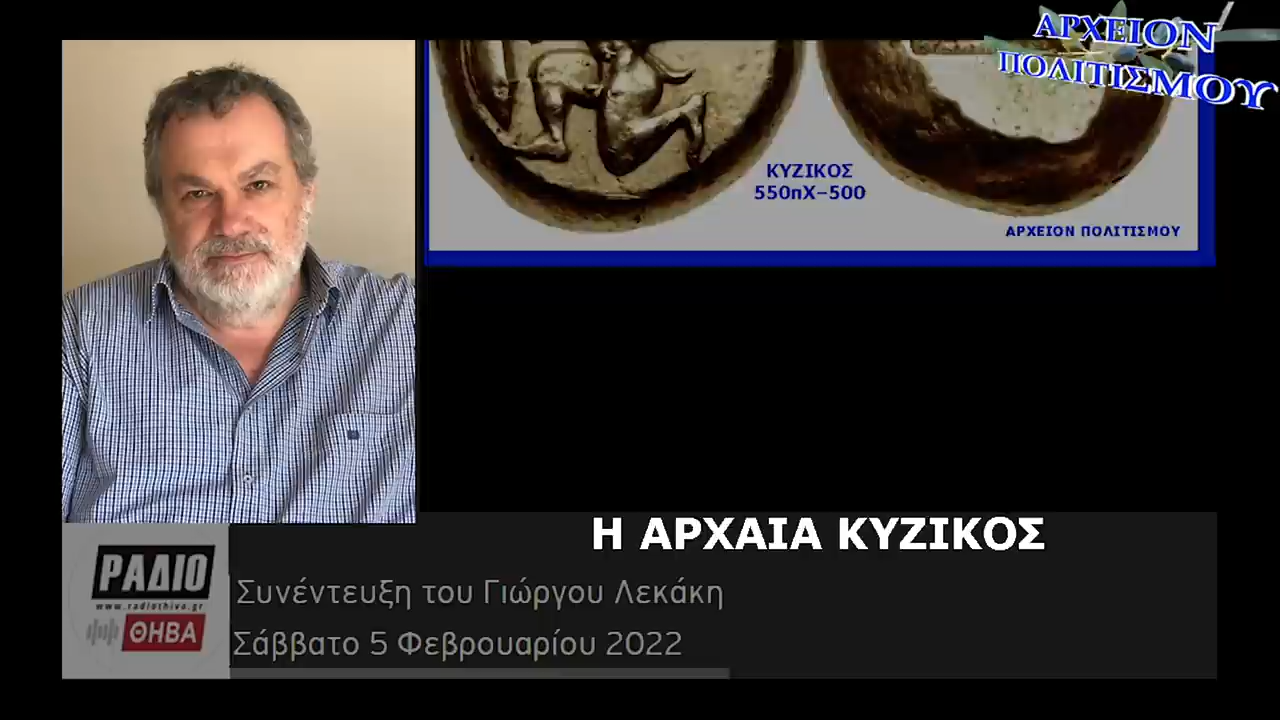 ΑΡΧΕΙΟΝ
ΠΟΛΙΤΙΣΜΟΥ
ΚΥΖΙΚΟΣ
550πΧ–500
ΑΡΧΕΙΟΝ ΠΟΛΙΤΙΣΜΟΥ
Η ΑΡΧΑΙΑ ΚΥΖΙΚΟΣ
ΡΑΔΙΟ
www.radiothiva.gr
ΘΗΒΑ
Συνέντευξη του Γιώργου Λεκάκη
Σάββατο 5 Φεβρουαρίου 2022